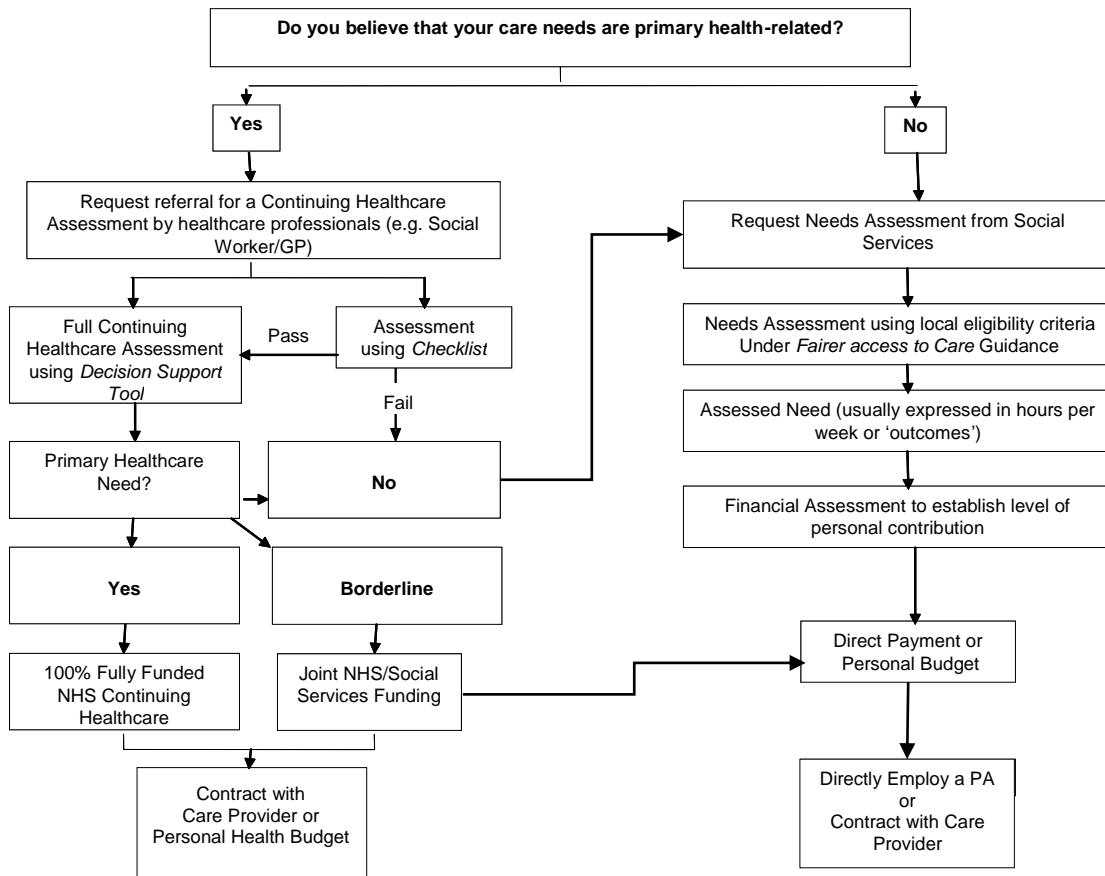 Do you believe that your care needs are primary health-related?
Yes
No
Request referral for a Continuing Healthcare
Assessment by healthcare professionals (e.g. Social
Worker/GP)
Request Needs Assessment from Social
Services
Full Continuing
Healthcare Assessment
using Decision Support
Tool
Pass
Assessment
using Checklist
Needs Assessment using local eligibility criteria
Under Fairer access to Care Guidance
Fail
Assessed Need (usually expressed in hours per
week or ‘outcomes’)
Primary Healthcare
Need?
No
Financial Assessment to establish level of
personal contribution
Yes
Borderline
Direct Payment or
Personal Budget
100% Fully Funded
NHS Continuing
Healthcare
Joint NHS/Social
Services Funding
Contract with
Care Provider or
Personal Health Budget
Directly Employ a PA
or
Contract with Care
Provider